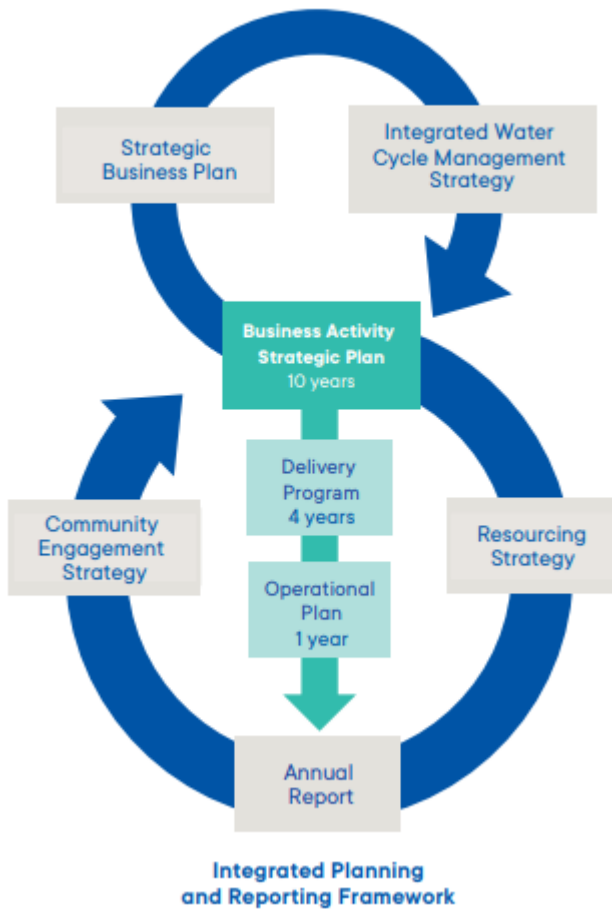 Strategic
Business Plan
Integrated Water
Cycle Management
Strategy
Business Activity
Strategic Plan
10 years
Delivery
Program
4 years
Community
Engagement
Strategy
Resourcing
Strategy
Operational
Plan
1 year
Annual
Report
Integrated Planning
and Reporting Framework